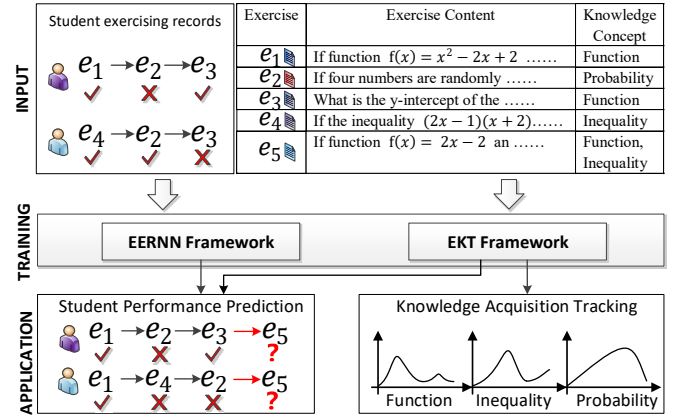 INPUT
Student exercising records
e1 → e2 → e3
✓ ✗ ✓
e4 → e2 → e3
✓ ✓ ✗
Exercise Exercise Content Knowledge Concept
e1 If function f(x) = x² − 2x + 2 …… Function
e2 If four numbers are randomly …… Probability
e3 What is the y-intercept of the …… Function
e4 If the inequality (2x − 1)(x + 2)…… Inequality
e5 If function f(x) = 2x − 2 an …… Function, Inequality
TRAINING
EERNN Framework
EKT Framework
APPLICATION
Student Performance Prediction
e1 → e2 → e3 → e5
✓ ✗ ✓ ?
e1 → e4 → e2 → e5
✓ ✗ ✗ ?
Knowledge Acquisition Tracking
Function Inequality Probability